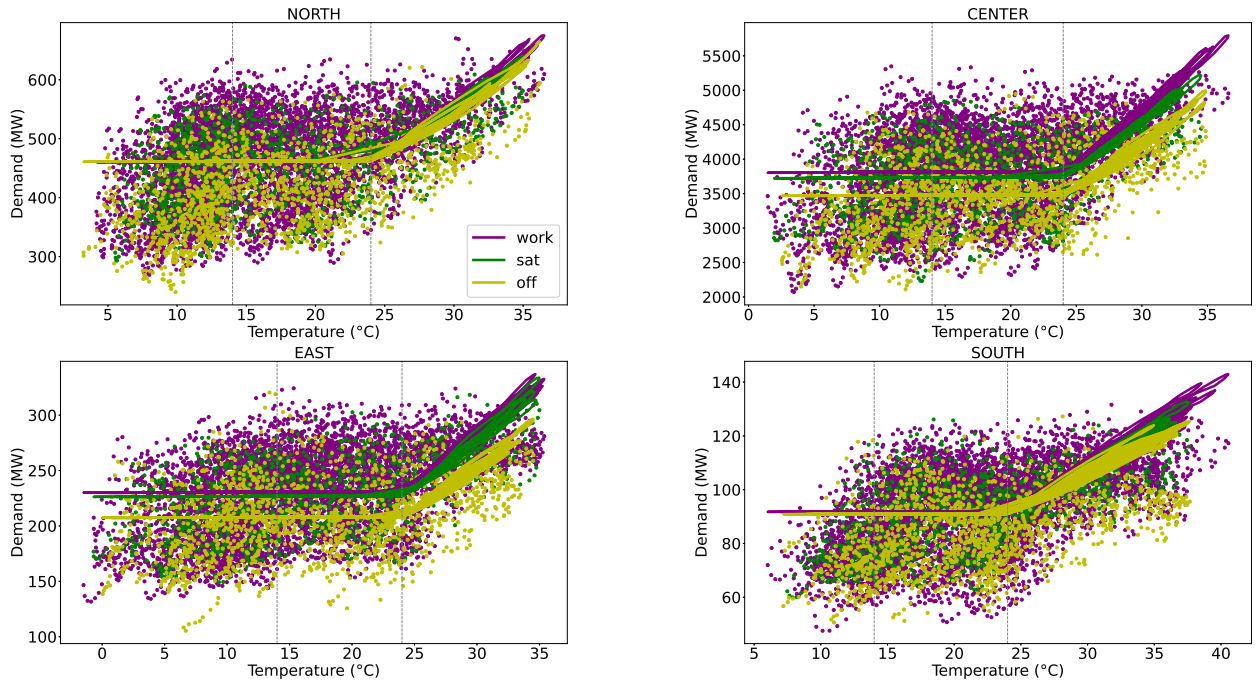 NORTH
CENTER
600
500
400
300
Demand (MW)
work
sat
off
5 10 15 20 25 30 35
Temperature (°C)
5500
5000
4500
4000
3500
3000
2500
2000
Demand (MW)
0 5 10 15 20 25 30 35
Temperature (°C)
EAST
SOUTH
300
250
200
150
100
Demand (MW)
0 5 10 15 20 25 30 35
Temperature (°C)
140
120
100
80
60
Demand (MW)
5 10 15 20 25 30 35 40
Temperature (°C)